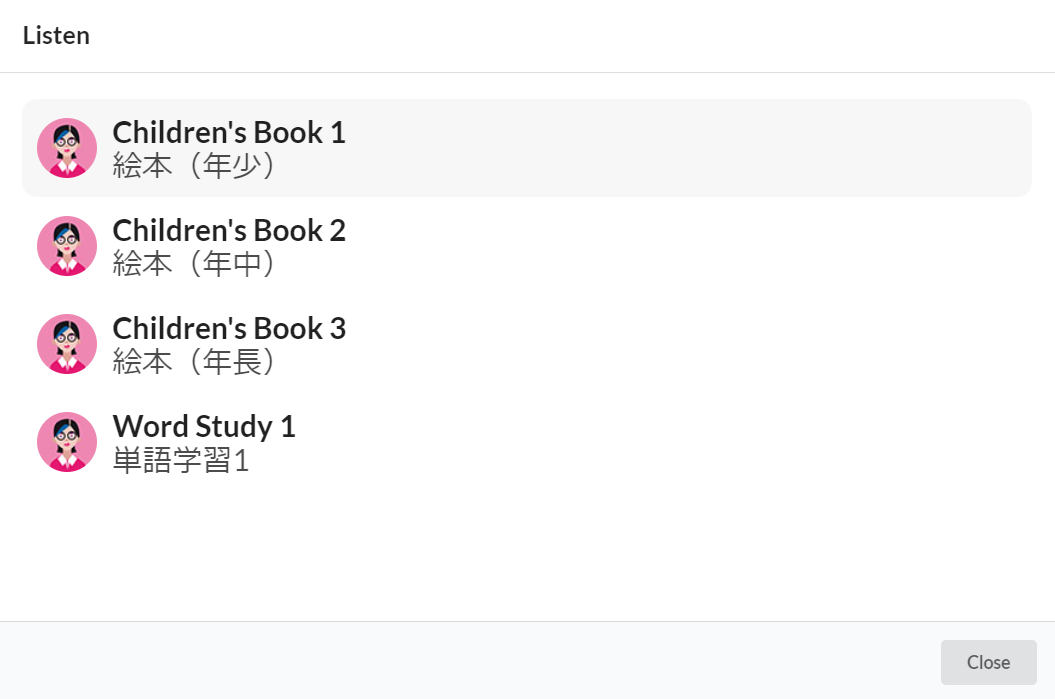 Listen
Children's Book 1
絵本（年少）
Children's Book 2
絵本（年中）
Children's Book 3
絵本（年長）
Word Study 1
単語学習1
Close